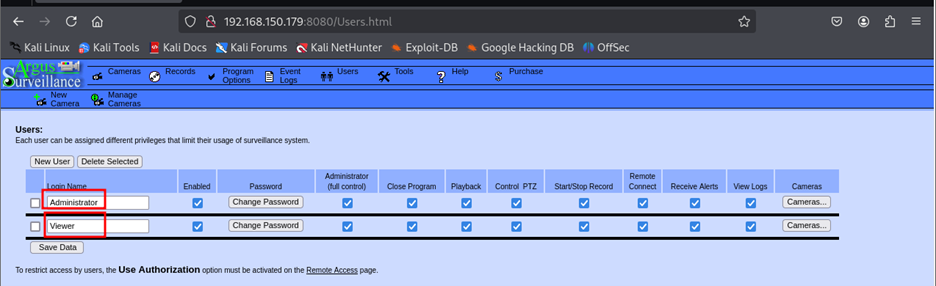 192.168.150.179:8080/Users.html
Kali Linux Kali Tools Kali Docs Kali Forums Kali NetHunter Exploit-DB Google Hacking DB OffSec
Argus Surveillance
Cameras Records Program Options Event Logs Users Tools Help Purchase
New Camera Manage Cameras
Users:
Each user can be assigned different privileges that limit their usage of surveillance system.
New User Delete Selected
Login Name Enabled Password Administrator (full control) Close Program Playback Control PTZ Start/Stop Record Remote Connect Receive Alerts View Logs Cameras
Administrator Change Password Cameras...
Viewer Change Password Cameras...
Save Data
To restrict access by users, the Use Authorization option must be activated on the Remote Access page.